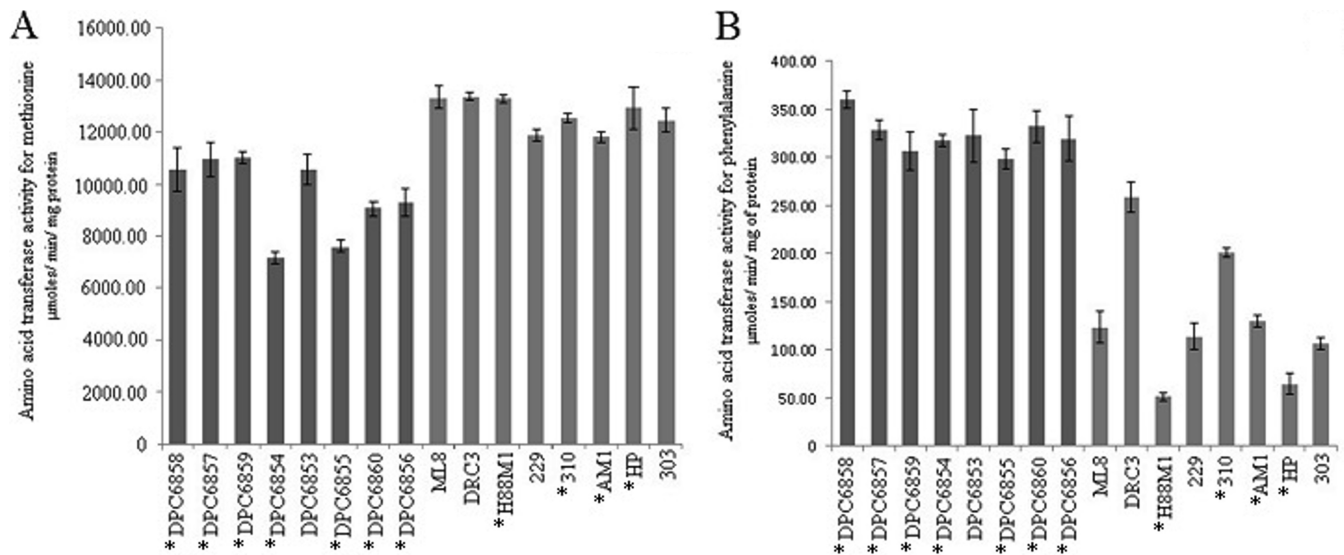 A
Amino acid transferase activity for methionine
µmoles/ min/ mg protein
16000.00
14000.00
12000.00
10000.00
8000.00
6000.00
4000.00
2000.00
0
*DPC6858
*DPC6857
*DPC6859
*DPC6854
DPC6853
*DPC6855
*DPC6860
*DPC6856
ML8
DRC3
*H88M1
229
*310
*AM1
*HP
303
B
Amino acid transferase activity for phenylalanine
µmoles/ min/ mg of protein
400.00
350.00
300.00
250.00
200.00
150.00
100.00
50.00
0
*DPC6858
*DPC6857
*DPC6859
*DPC6854
DPC6853
*DPC6855
*DPC6860
*DPC6856
ML8
DRC3
*H88M1
229
*310
*AM1
*HP
303